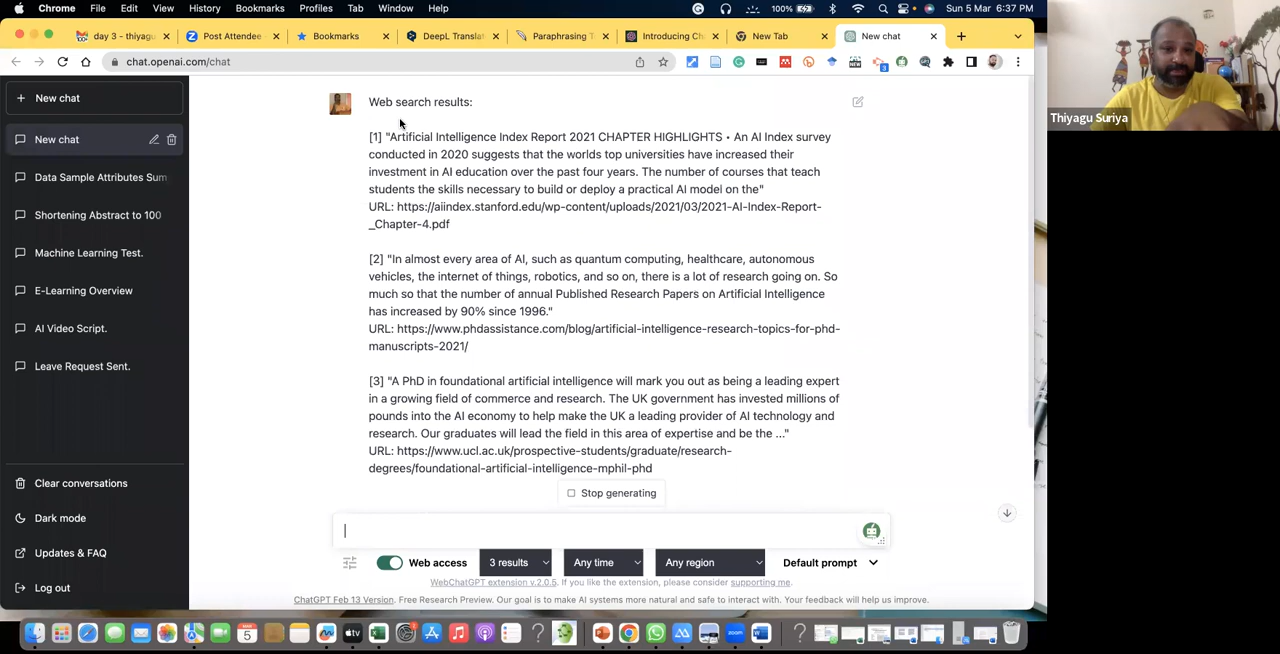 Chrome File Edit View History Bookmarks Profiles Tab Window Help 100% Sun 5 Mar 6:37 PM
day 3 - thiyagu Post Attendee Bookmarks DeepL Transla Paraphrasing T Introducing Ch New Tab New chat
chat.openai.com/chat
3
Thiyagu Suriya
New chat
New chat
Data Sample Attributes Sum
Shortening Abstract to 100
Machine Learning Test.
E-Learning Overview
AI Video Script.
Leave Request Sent.
Clear conversations
Dark mode
Updates & FAQ
Log out
Web search results:
[1] "Artificial Intelligence Index Report 2021 CHAPTER HIGHLIGHTS • An AI Index survey
conducted in 2020 suggests that the worlds top universities have increased their
investment in AI education over the past four years. The number of courses that teach
students the skills necessary to build or deploy a practical AI model on the"
URL: https://aiindex.stanford.edu/wp-content/uploads/2021/03/2021-AI-Index-Report-
_Chapter-4.pdf
[2] "In almost every area of AI, such as quantum computing, healthcare, autonomous
vehicles, the internet of things, robotics, and so on, there is a lot of research going on. So
much so that the number of annual Published Research Papers on Artificial Intelligence
has increased by 90% since 1996."
URL: https://www.phdassistance.com/blog/artificial-intelligence-research-topics-for-phd-
manuscripts-2021/
[3] "A PhD in foundational artificial intelligence will mark you out as being a leading expert
in a growing field of commerce and research. The UK government has invested millions of
pounds into the AI economy to help make the UK a leading provider of AI technology and
research. Our graduates will lead the field in this area of expertise and be the ..."
URL: https://www.ucl.ac.uk/prospective-students/graduate/research-
degrees/foundational-artificial-intelligence-mphil-phd
Stop generating
Web access 3 results Any time Any region Default prompt
WebChatGPT extension v.2.0.5. If you like the extension, please consider supporting me.
ChatGPT Feb 13 Version. Free Research Preview. Our goal is to make AI systems more natural and safe to interact with. Your feedback will help us improve.